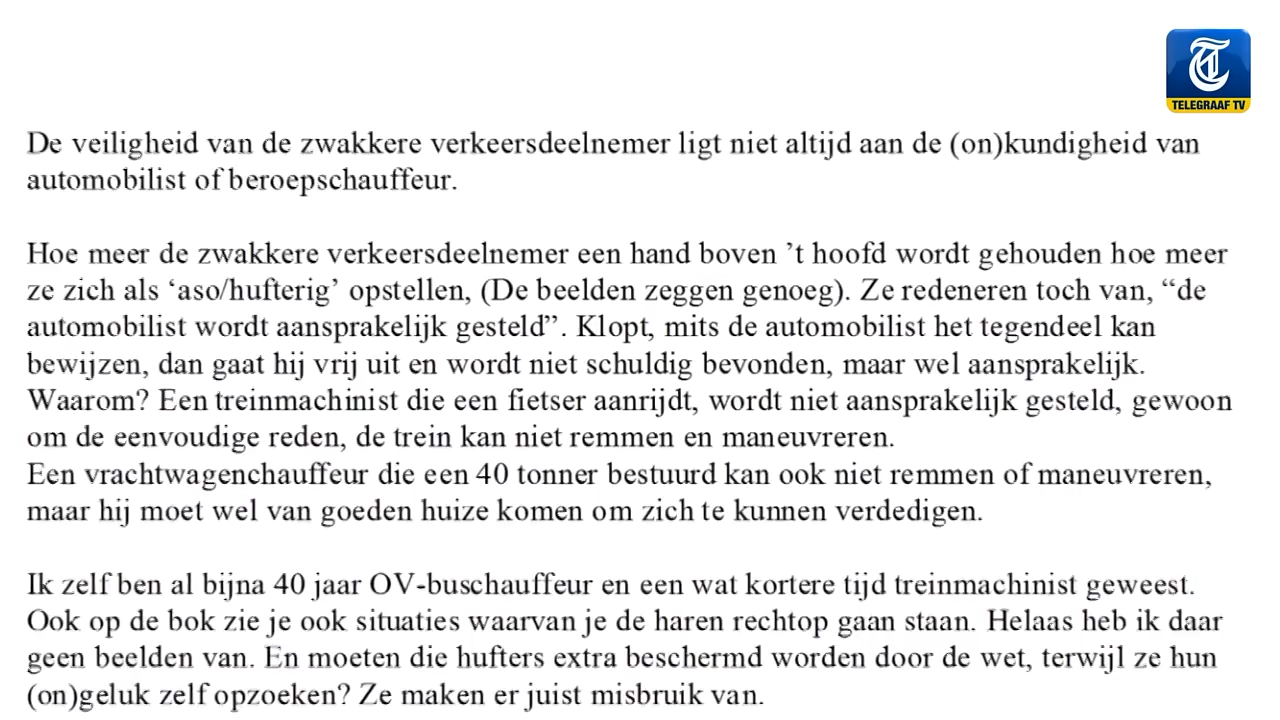 T
TELEGRAAF TV
De veiligheid van de zwakkere verkeersdeelnemer ligt niet altijd aan de (on)kundigheid van
automobilist of beroepschauffeur.
Hoe meer de zwakkere verkeersdeelnemer een hand boven ’t hoofd wordt gehouden hoe meer
ze zich als ‘aso/hufterig’ opstellen, (De beelden zeggen genoeg). Ze redeneren toch van, “de
automobilist wordt aansprakelijk gesteld”. Klopt, mits de automobilist het tegendeel kan
bewijzen, dan gaat hij vrij uit en wordt niet schuldig bevonden, maar wel aansprakelijk.
Waarom? Een treinmachinist die een fietser aanrijdt, wordt niet aansprakelijk gesteld, gewoon
om de eenvoudige reden, de trein kan niet remmen en maneuvreren.
Een vrachtwagenchauffeur die een 40 tonner bestuurd kan ook niet remmen of maneuvreren,
maar hij moet wel van goeden huize komen om zich te kunnen verdedigen.
Ik zelf ben al bijna 40 jaar OV-buschauffeur en een wat kortere tijd treinmachinist geweest.
Ook op de bok zie je ook situaties waarvan je de haren rechtop gaan staan. Helaas heb ik daar
geen beelden van. En moeten die hufters extra beschermd worden door de wet, terwijl ze hun
(on)geluk zelf opzoeken? Ze maken er juist misbruik van.